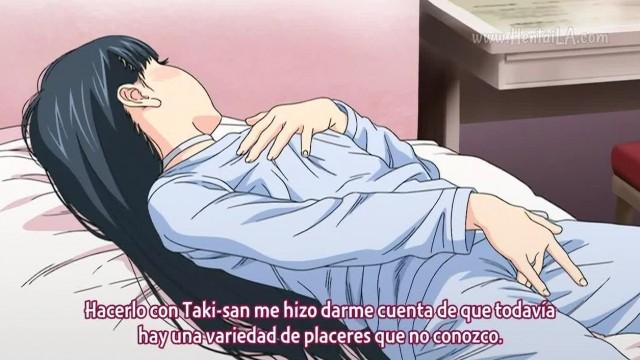 www.HentaiLA.com
Hacerlo con Taki-san me hizo darme cuenta de que todavía
hay una variedad de placeres que no conozco.